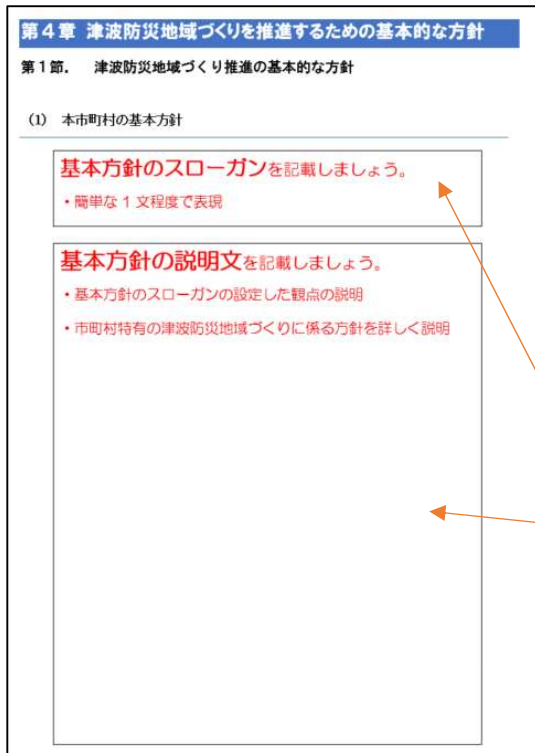 第４章 津波防災地域づくりを推進するための基本的な方針
第１節．　津波防災地域づくり推進の基本的な方針
(1)　本市町村の基本方針
基本方針のスローガンを記載しましょう。
・簡単な 1 文程度で表現
基本方針の説明文を記載しましょう。
・基本方針のスローガンの設定した観点の説明
・市町村特有の津波防災地域づくりに係る方針を詳しく説明